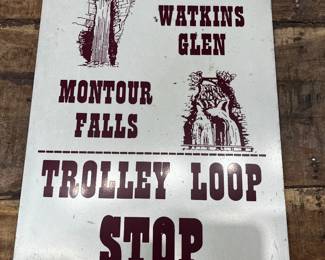 WATKINS
GLEN
MONTOUR
FALLS
TROLLEY LOOP
STOP